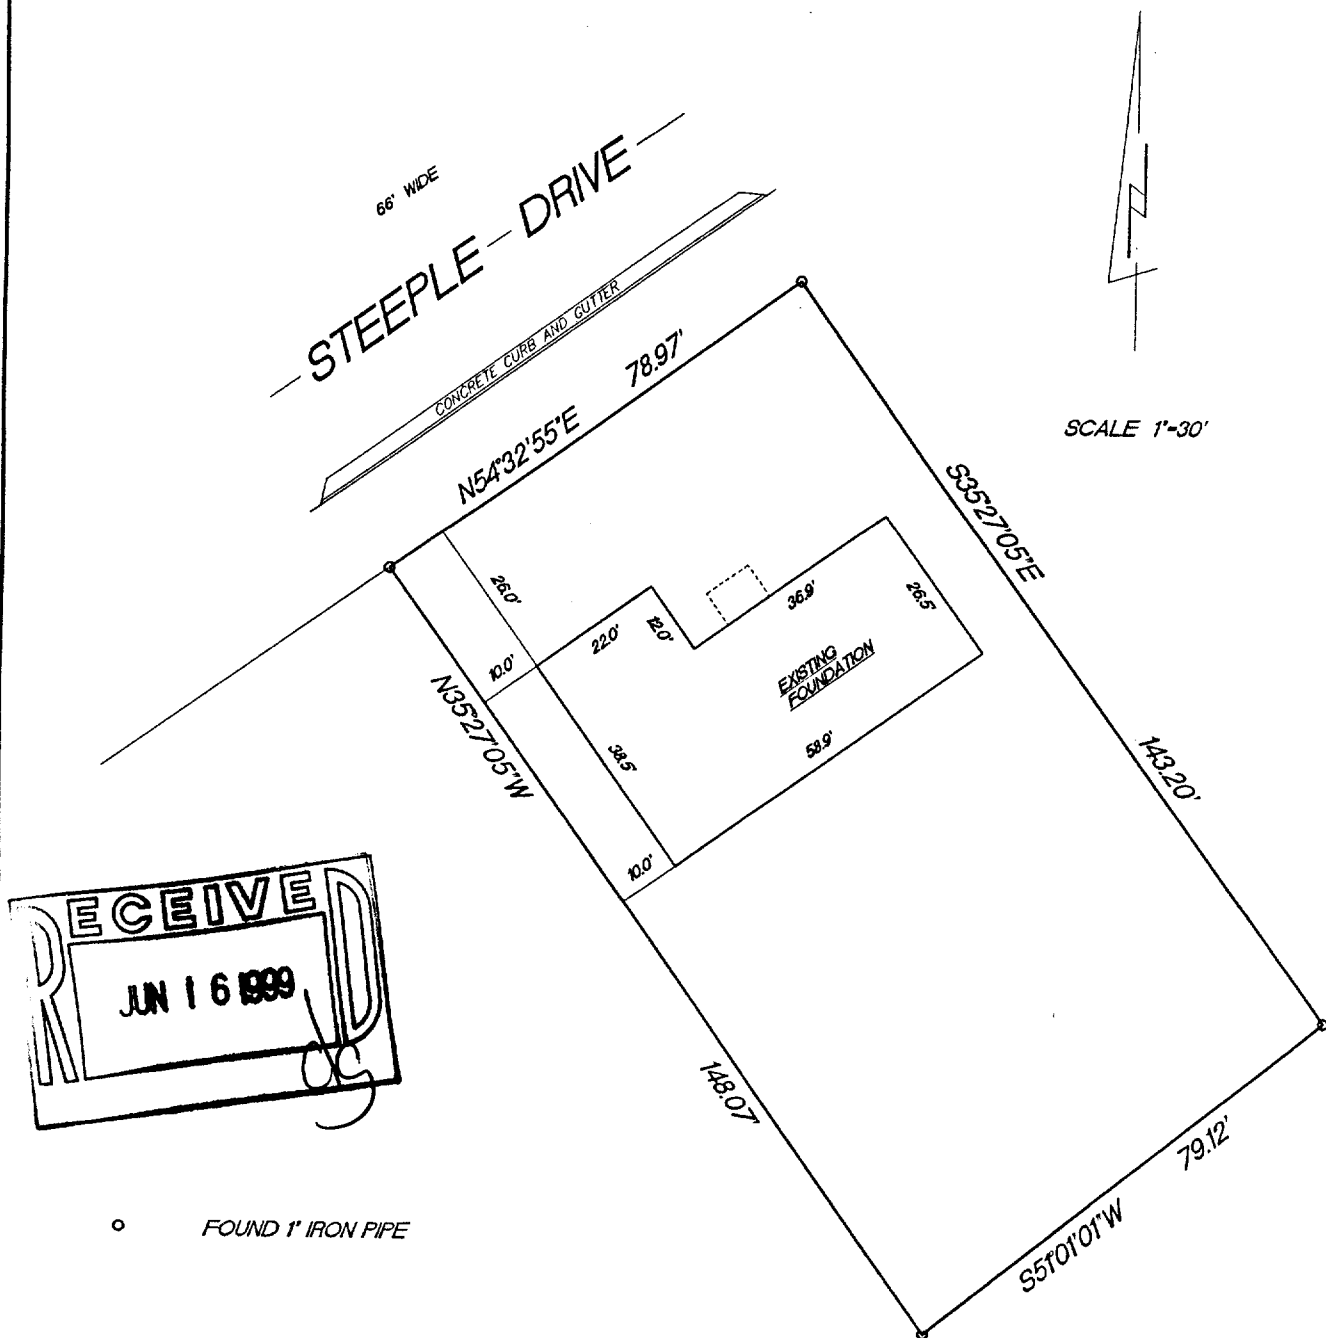 66' WIDE
STEEPLE DRIVE
CONCRETE CURB AND GUTTER
78.97'
N54°32'55"E
N
SCALE 1"=30'
S35°27'05"E
26.0'
22.0'
12.0'
36.9'
26.5'
10.0'
EXISTING
FOUNDATION
N35°27'05"W
38.5'
58.9'
143.20'
10.0'
RECEIVED
JUN 16 1999
148.07'
79.12'
S51°01'01"W
FOUND 1" IRON PIPE